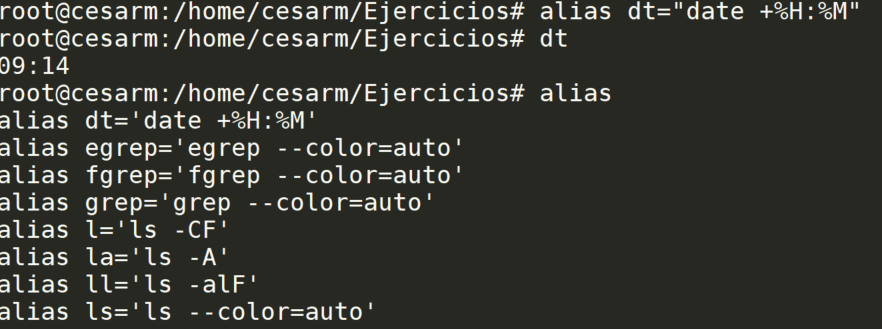 root@cesarm:/home/cesarm/Ejercicios# alias dt="date +%H:%M"
root@cesarm:/home/cesarm/Ejercicios# dt
09:14
root@cesarm:/home/cesarm/Ejercicios# alias
alias dt='date +%H:%M'
alias egrep='egrep --color=auto'
alias fgrep='fgrep --color=auto'
alias grep='grep --color=auto'
alias l='ls -CF'
alias la='ls -A'
alias ll='ls -alF'
alias ls='ls --color=auto'